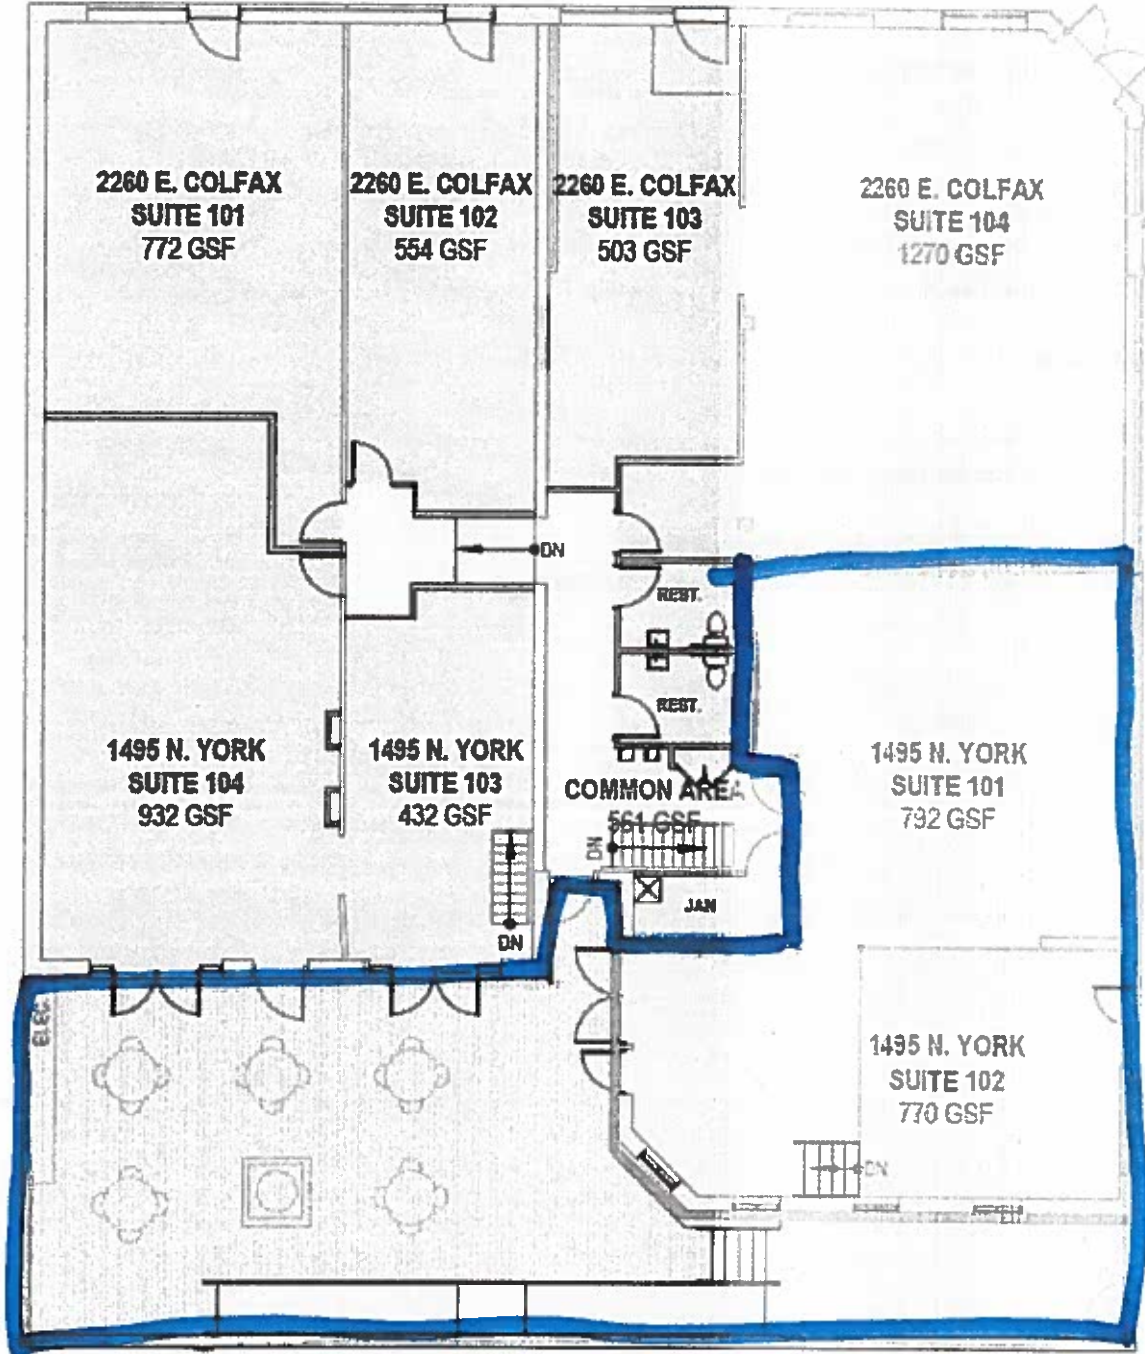 2260 E. COLFAX
SUITE 101
772 GSF
2260 E. COLFAX
SUITE 102
554 GSF
2260 E. COLFAX
SUITE 103
503 GSF
2260 E. COLFAX
SUITE 104
1270 GSF
DN
REST.
REST.
1495 N. YORK
SUITE 104
932 GSF
1495 N. YORK
SUITE 103
432 GSF
COMMON AREA
561 GSF
DN
JAN
DN
1495 N. YORK
SUITE 101
792 GSF
ELEC.
1495 N. YORK
SUITE 102
770 GSF
DN